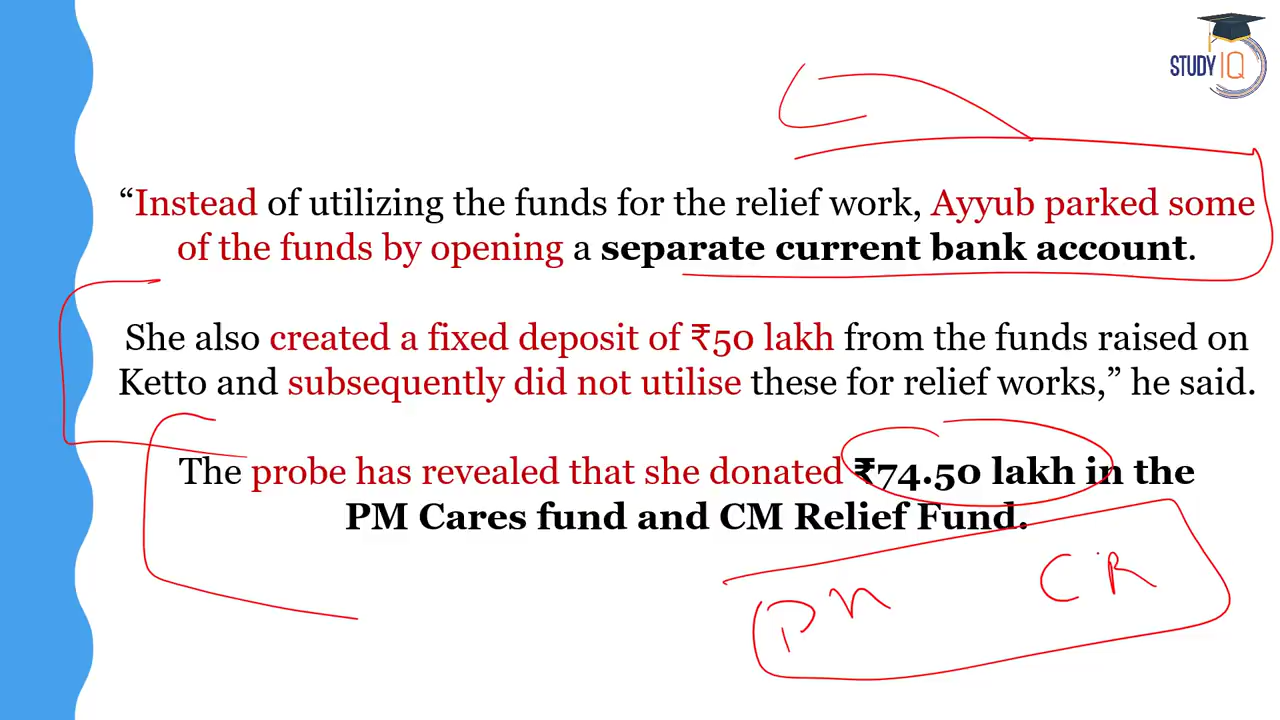 STUDY IQ
“Instead of utilizing the funds for the relief work, Ayyub parked some
of the funds by opening a separate current bank account.
She also created a fixed deposit of ₹50 lakh from the funds raised on
Ketto and subsequently did not utilise these for relief works,” he said.
The probe has revealed that she donated ₹74.50 lakh in the
PM Cares fund and CM Relief Fund.